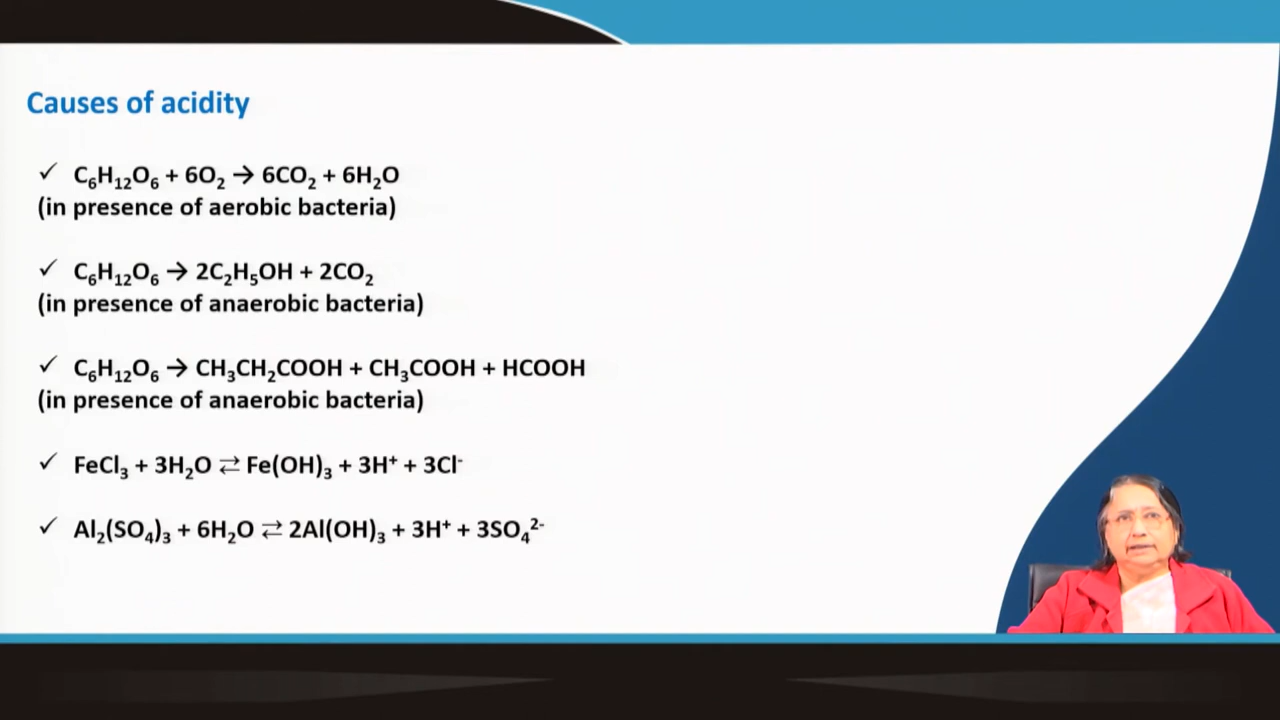 Causes of acidity
✓ C₆H₁₂O₆ + 6O₂ → 6CO₂ + 6H₂O
(in presence of aerobic bacteria)
✓ C₆H₁₂O₆ → 2C₂H₅OH + 2CO₂
(in presence of anaerobic bacteria)
✓ C₆H₁₂O₆ → CH₃CH₂COOH + CH₃COOH + HCOOH
(in presence of anaerobic bacteria)
✓ FeCl₃ + 3H₂O ⇄ Fe(OH)₃ + 3H⁺ + 3Cl⁻
✓ Al₂(SO₄)₃ + 6H₂O ⇄ 2Al(OH)₃ + 3H⁺ + 3SO₄²⁻